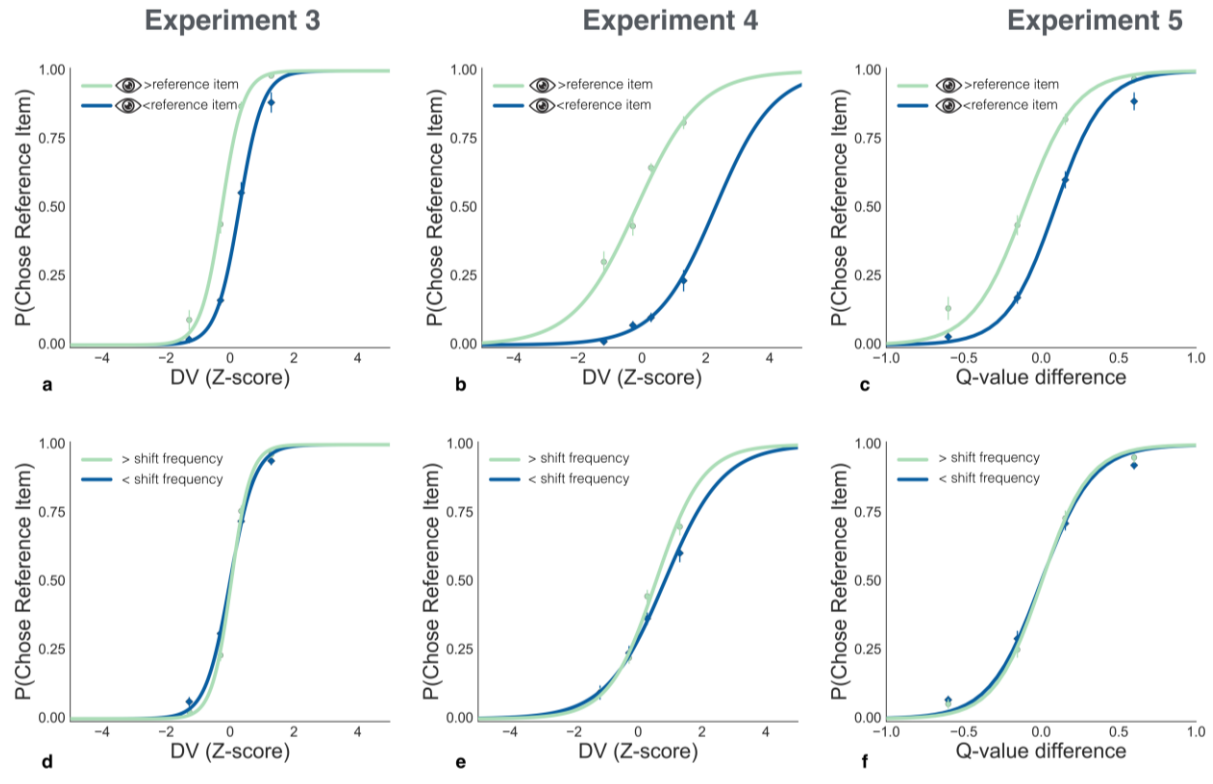 Experiment 3
Experiment 4
Experiment 5
P(Chose Reference Item)
1.00
0.75
0.50
0.25
0.00
>reference item
<reference item
−4
−2
0
2
4
a
DV (Z-score)
P(Chose Reference Item)
1.00
0.75
0.50
0.25
0.00
>reference item
<reference item
−4
−2
0
2
4
b
DV (Z-score)
P(Chose Reference Item)
1.00
0.75
0.50
0.25
0.00
>reference item
<reference item
−1.0
−0.5
0.0
0.5
1.0
c
Q-value difference
P(Chose Reference Item)
1.00
0.75
0.50
0.25
0.00
> shift frequency
< shift frequency
−4
−2
0
2
4
d
DV (Z-score)
P(Chose Reference Item)
1.00
0.75
0.50
0.25
0.00
> shift frequency
< shift frequency
−4
−2
0
2
4
e
DV (Z-score)
P(Chose Reference Item)
1.00
0.75
0.50
0.25
0.00
> shift frequency
< shift frequency
−1.0
−0.5
0.0
0.5
1.0
f
Q-value difference